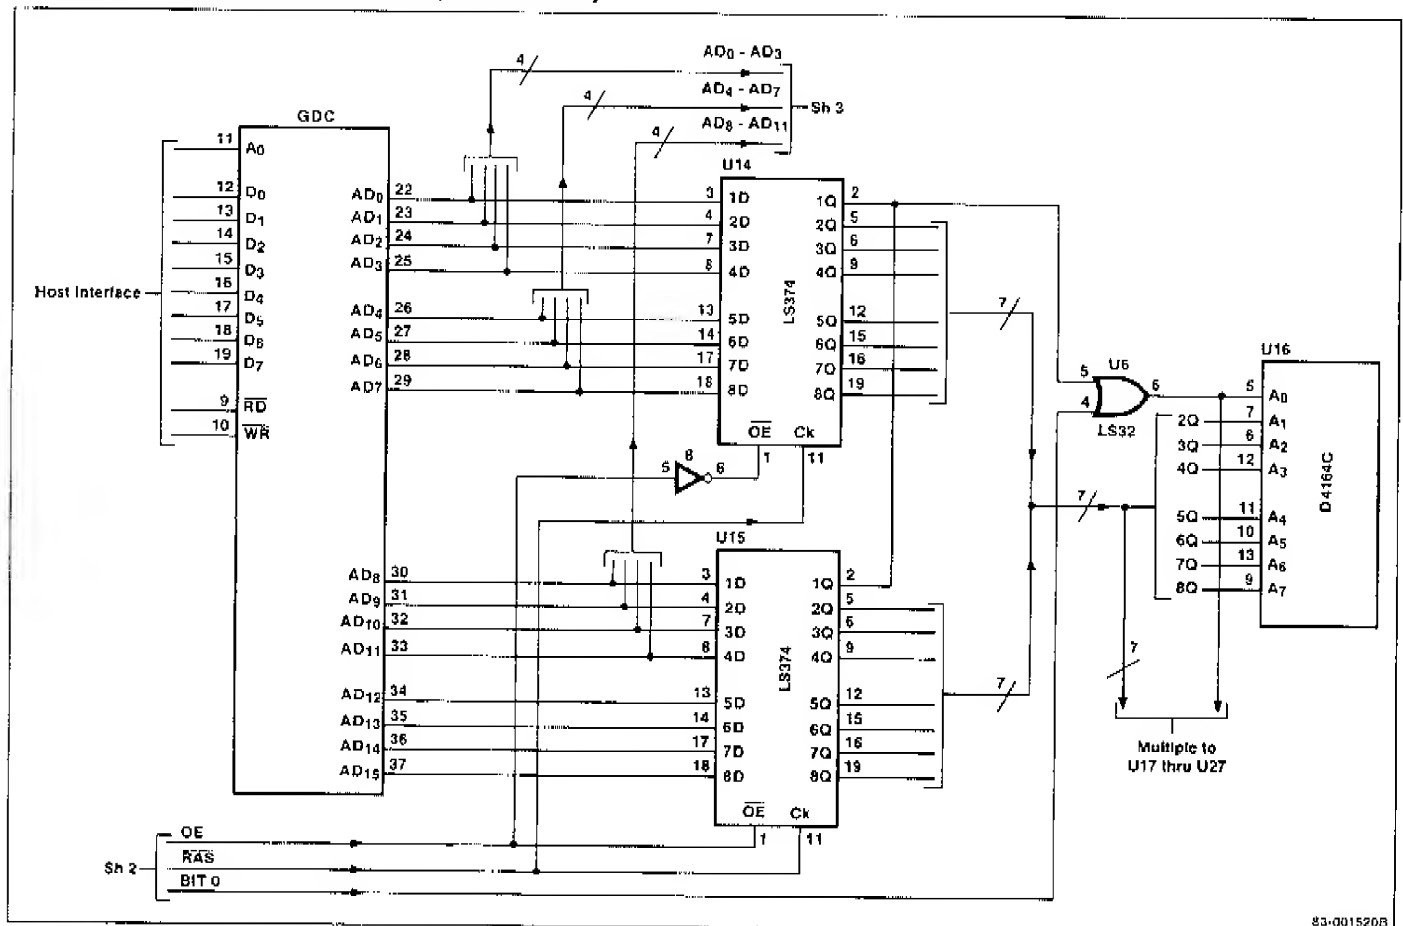 AD0 - AD3
4
AD4 - AD7
4
Sh 3
AD8 - AD11
4
GDC
U14
11 A0
12 D0
13 D1
14 D2
15 D3
16 D4
17 D5
18 D6
19 D7
9 RD
10 WR
Host Interface
AD0 22
AD1 23
AD2 24
AD3 25
AD4 26
AD5 27
AD6 28
AD7 29
3 1D
4 2D
7 3D
8 4D
13 5D
14 6D
17 7D
18 8D
LS374
1Q 2
2Q 5
3Q 6
4Q 9
5Q 12
6Q 15
7Q 16
8Q 19
OE Ck
1 11
7
5 6 6
U6
5
4
6
LS32
U16
5 A0
2Q 7 A1
3Q 6 A2
4Q 12 A3
5Q 11 A4
6Q 10 A5
7Q 13 A6
8Q 9 A7
D4164C
7
7
Multiple to
U17 thru U27
U15
AD8 30
AD9 31
AD10 32
AD11 33
AD12 34
AD13 35
AD14 36
AD15 37
3 1D
4 2D
7 3D
8 4D
13 5D
14 6D
17 7D
18 8D
LS374
1Q 2
2Q 5
3Q 6
4Q 9
5Q 12
6Q 15
7Q 16
8Q 19
OE Ck
1 11
7
Sh 2
OE
RAS
BIT 0
83-001520B